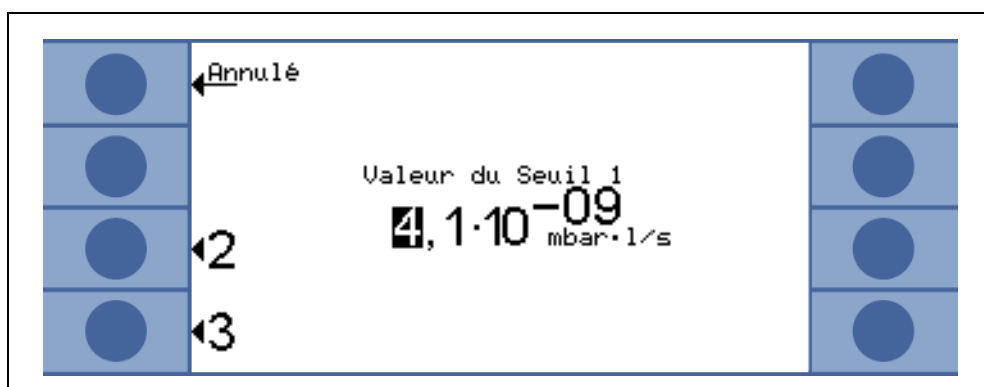 Annulé
Valeur du Seuil 1
4,1·10⁻⁰⁹ mbar·l/s
2
3